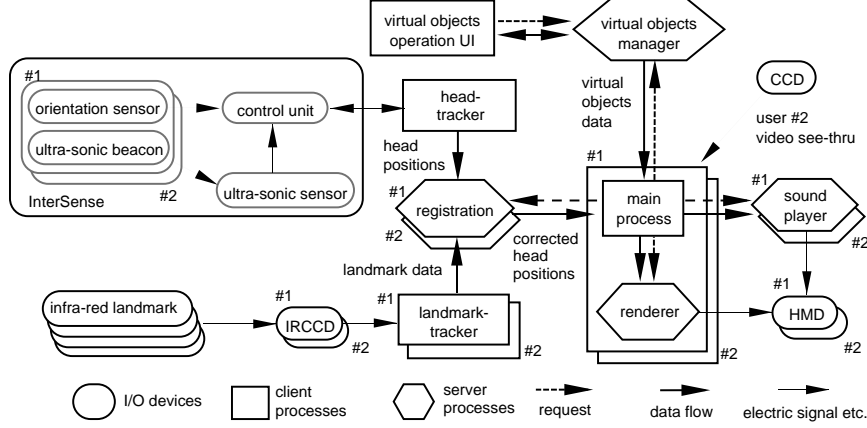 virtual objects
operation UI
virtual objects
manager
#1
orientation sensor
ultra-sonic beacon
InterSense
#2
control unit
ultra-sonic sensor
head-
tracker
head
positions
virtual
objects
data
CCD
user #2
video see-thru
#1
registration
#2
#1
main
process
#1
sound
player
#2
corrected
head
positions
landmark data
infra-red landmark
#1
IRCCD
#2
#1
landmark-
tracker
#2
renderer
#2
#1
HMD
#2
I/O devices
client
processes
server
processes
request
data flow
electric signal etc.